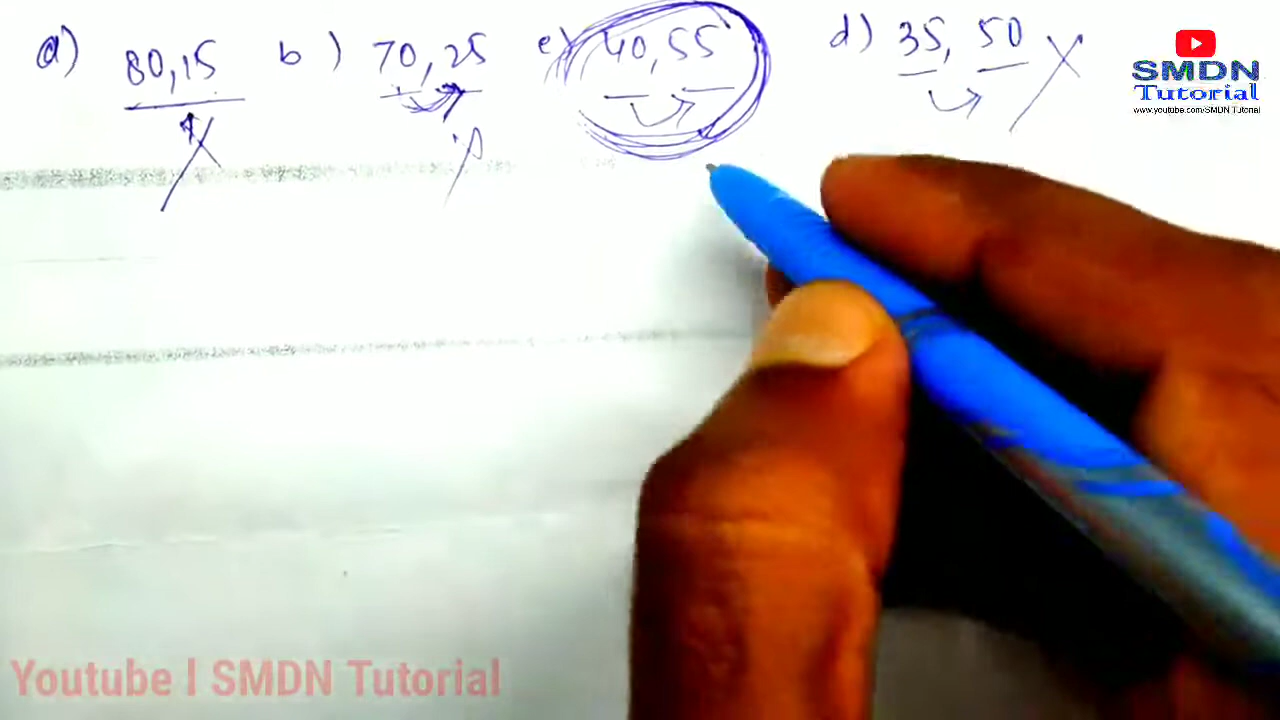 a) 80,15 b) 70,25 c) 40,55 d) 35, 50
SMDN
Tutorial
www.youtube.com/SMDN Tutorial
Youtube l SMDN Tutorial